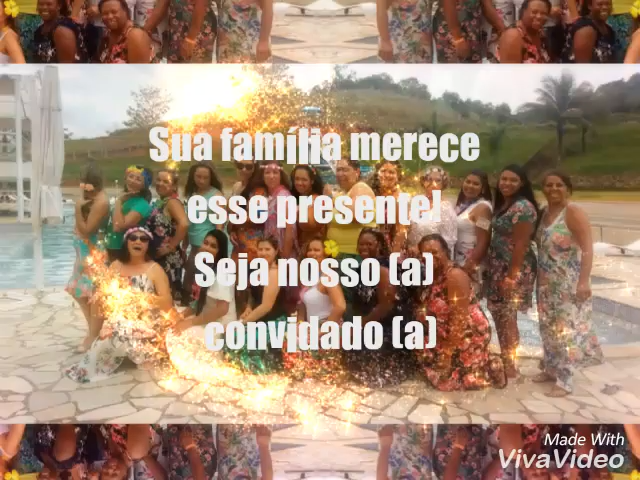 Sua família merece
esse presente!
Seja nosso (a)
convidado (a)
Made With
VivaVideo